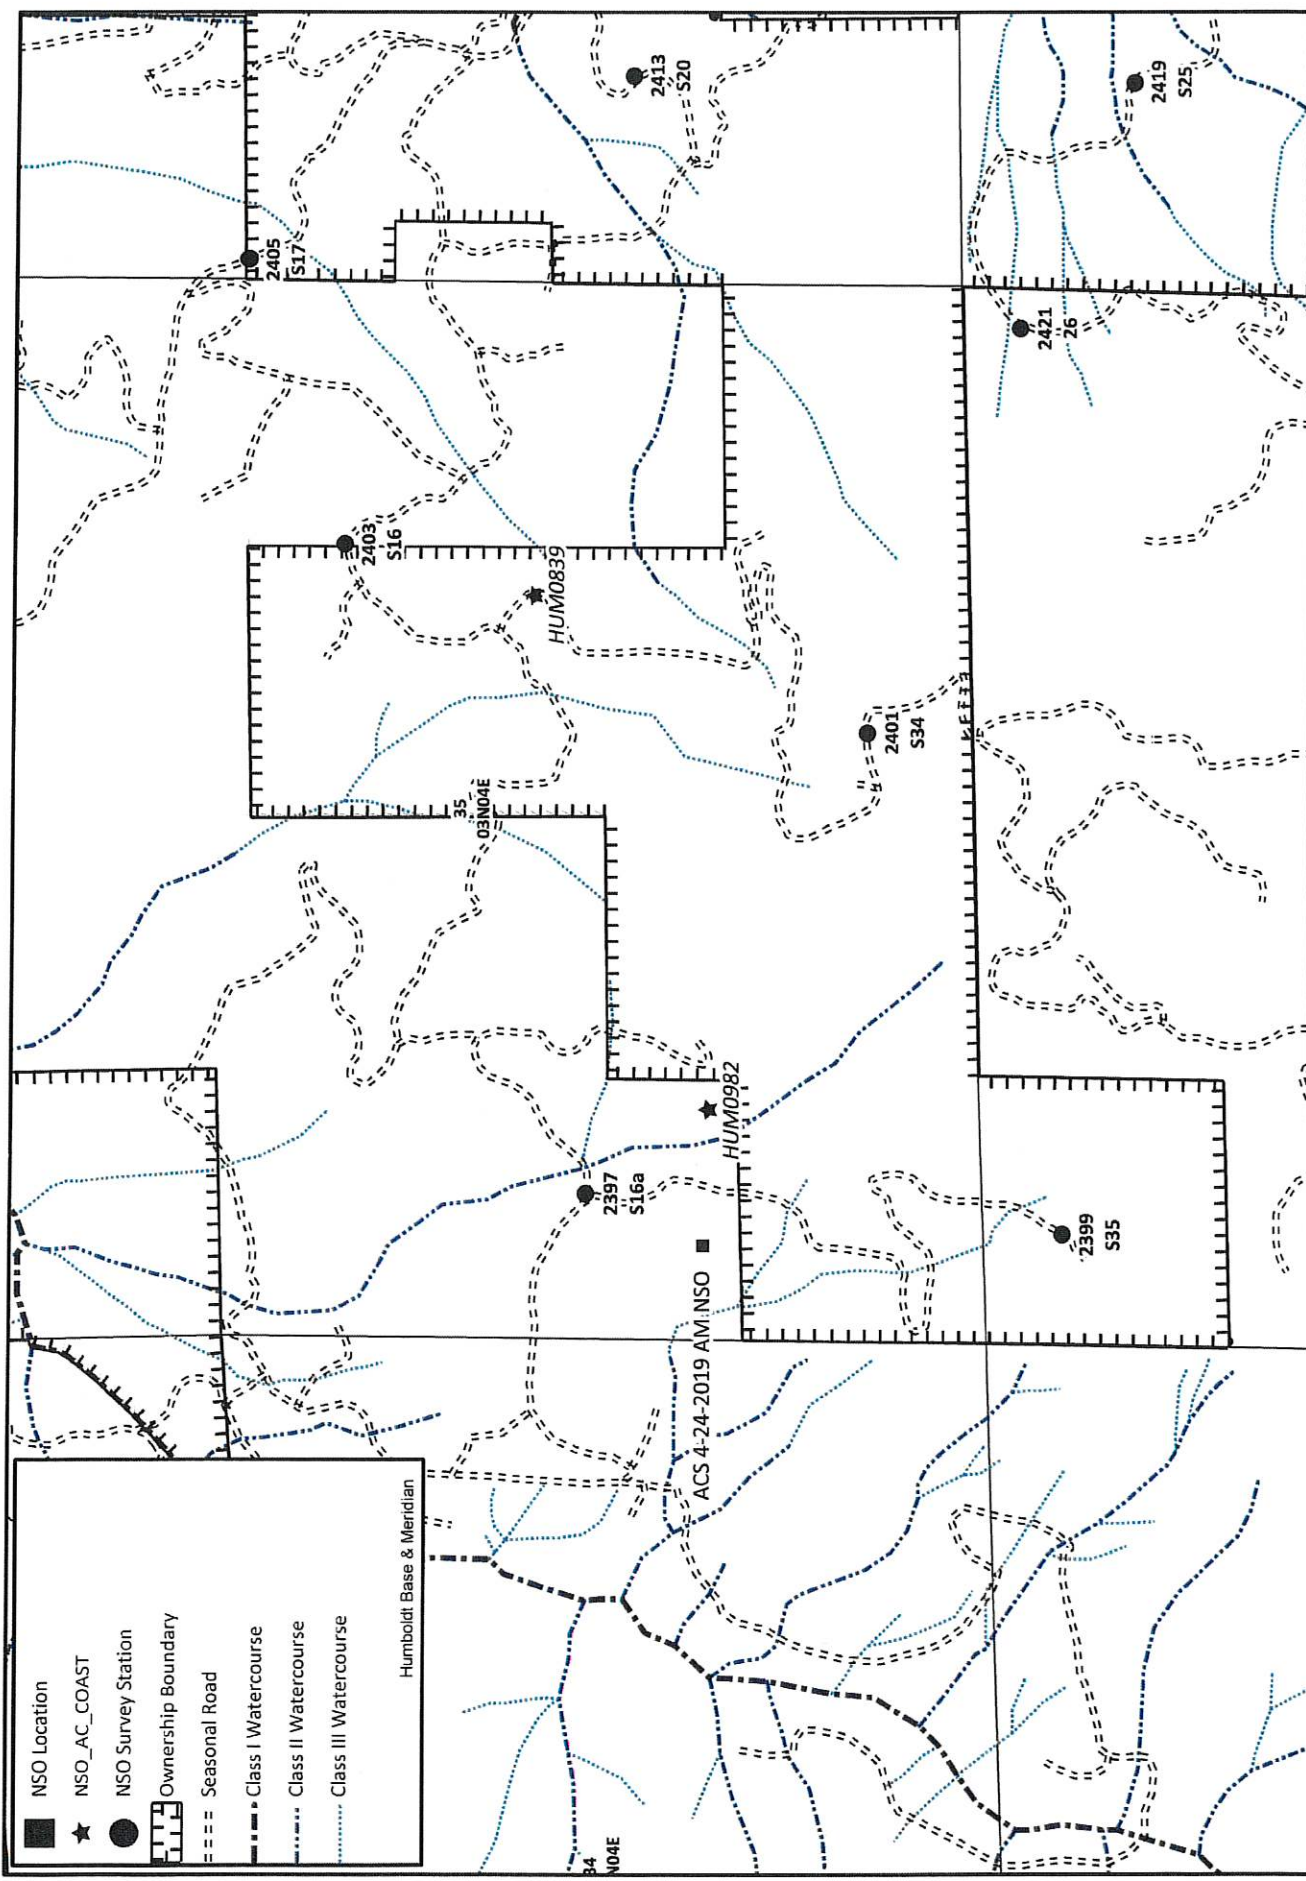 NSO Location
NSO_AC_COAST
NSO Survey Station
Ownership Boundary
Seasonal Road
Class I Watercourse
Class II Watercourse
Class III Watercourse
Humboldt Base & Meridian
2405
S17
2413
S20
2419
S25
2403
S16
HUM0839
2421
26
35
03N04E
2401
S34
HUM0982
2397
S16a
ACS 4-24-2019 AM NSO
2399
S35
34
N04E